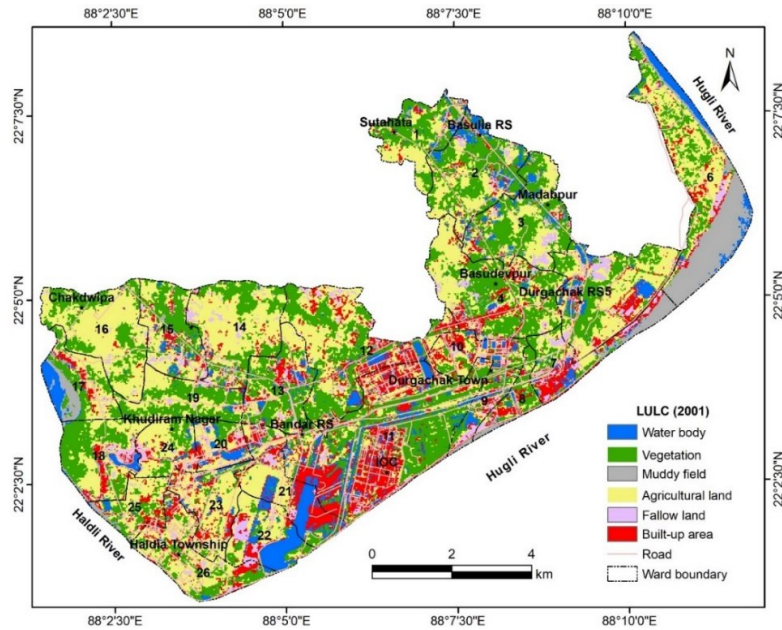 88°2'30"E 88°5'0"E 88°7'30"E 88°10'0"E
N
22°7'30"N
22°7'30"N
Hugli River
Sutahata
1
Basulia RS
2
6
Madabpur
3
Basudevpur
22°5'0"N
22°5'0"N
Chakdwipa
4
Durgachak RS5
16
15
14
12
10
7
17
13
Durgachak Town
19
9
8
Khudiram Nagar
Bandar RS
24
20
11
18
IOC
Hugli River
22°2'30"N
22°2'30"N
21
25
23
22
Haldii River
Haldia Township
26
0 2 4
km
LULC (2001)
Water body
Vegetation
Muddy field
Agricultural land
Fallow land
Built-up area
Road
Ward boundary
88°2'30"E 88°5'0"E 88°7'30"E 88°10'0"E